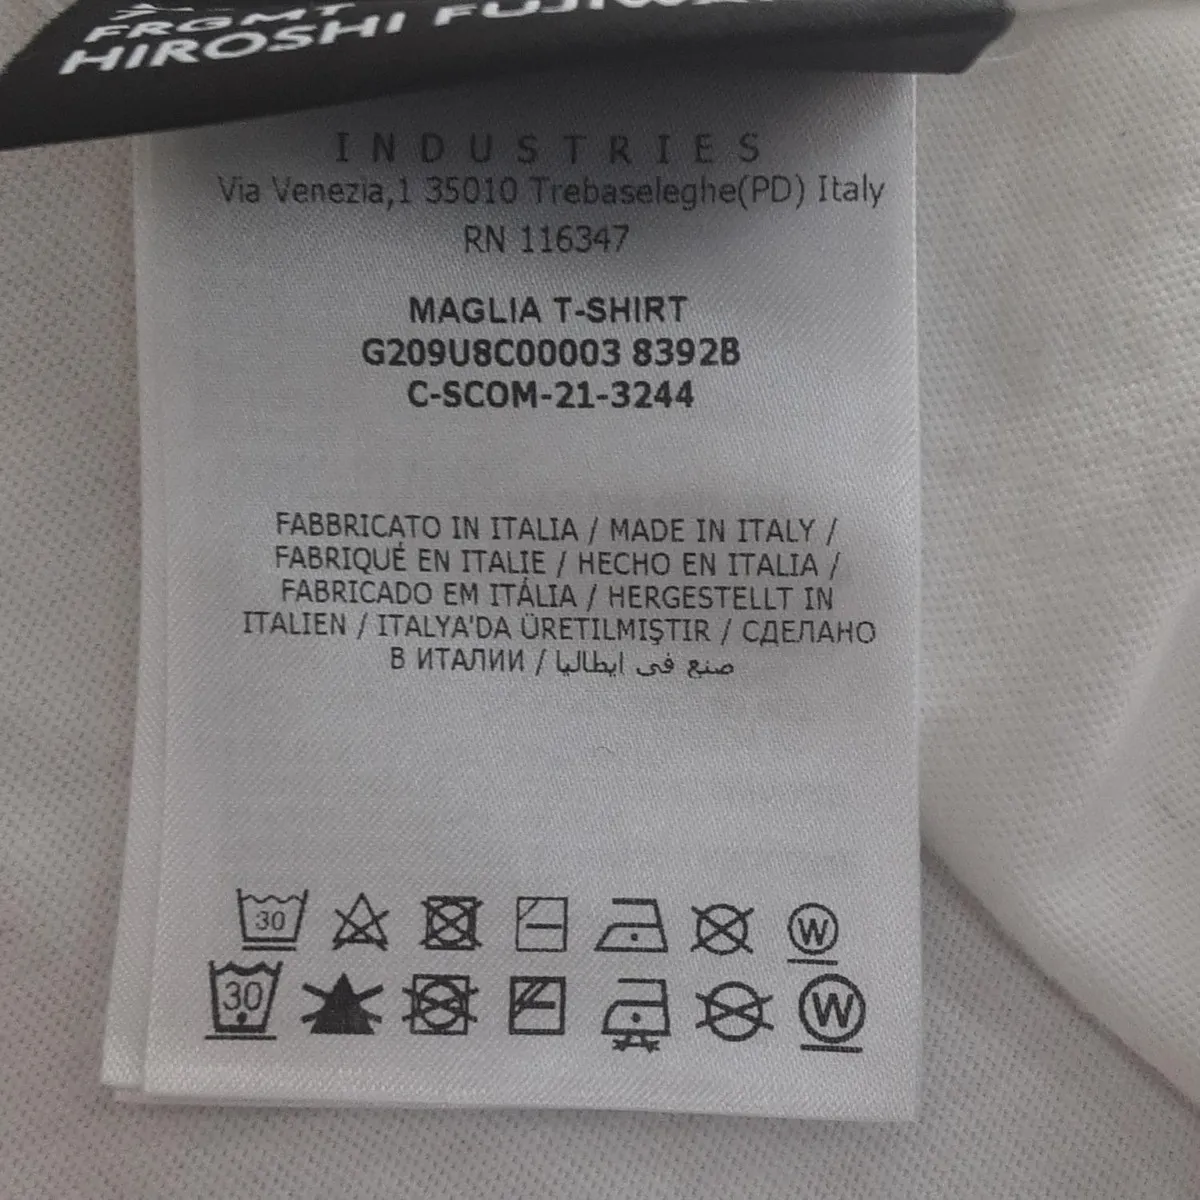 FRGMT
HIROSHI
INDUSTRIES
Via Venezia,1 35010 Trebaseleghe(PD) Italy
RN 116347
MAGLIA T-SHIRT
G209U8C00003 8392B
C-SCOM-21-3244
FABBRICATO IN ITALIA / MADE IN ITALY /
FABRIQUÉ EN ITALIE / HECHO EN ITALIA /
FABRICADO EM ITÁLIA / HERGESTELLT IN
ITALIEN / ITALYA'DA ÜRETILMIŞTIR / СДЕЛАНО
В ИТАЛИИ / صنع في ايطاليا
30 W
30 W